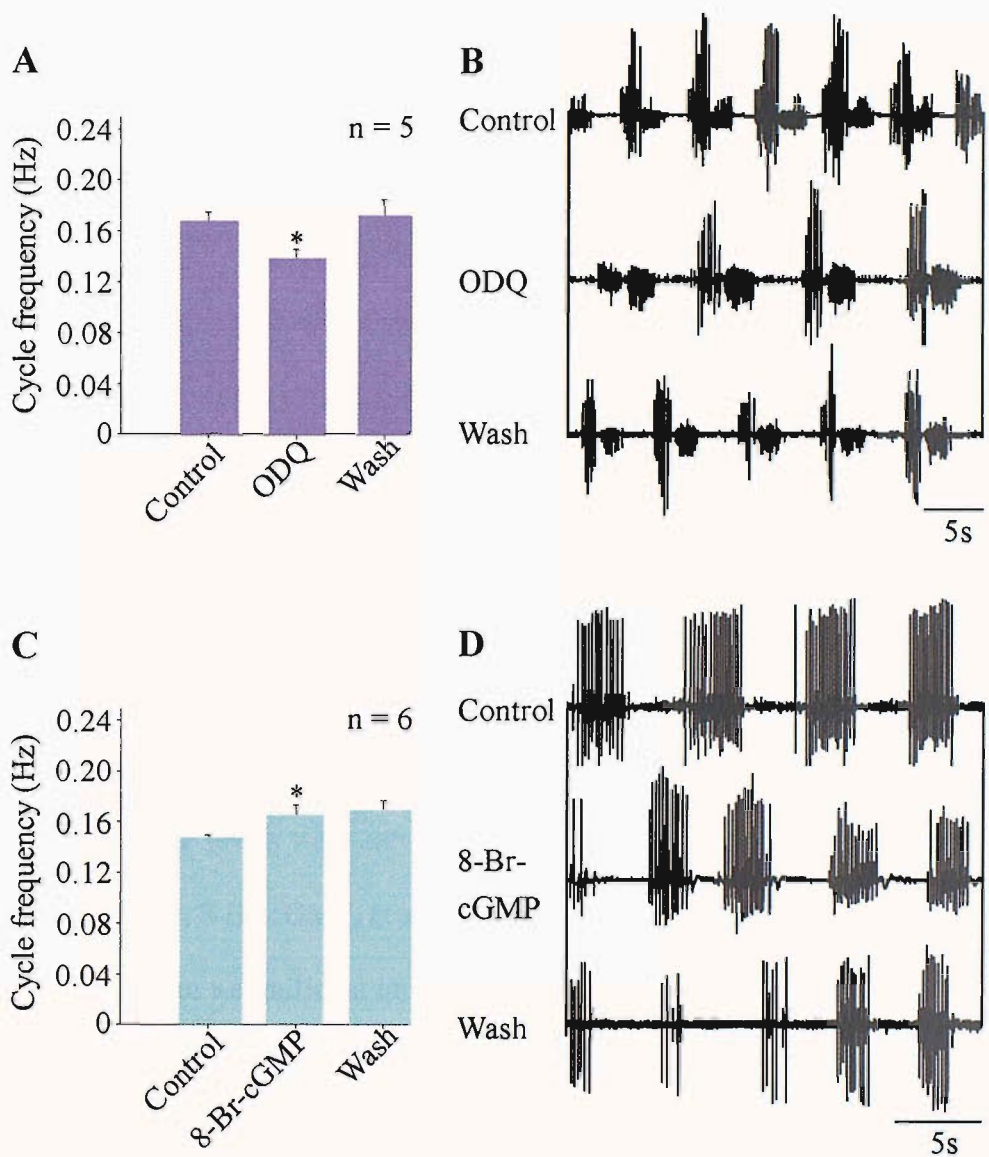 A
n = 5
Cycle frequency (Hz)
0.24
0.20
0.16
0.12
0.08
0.04
0
*
Control
ODQ
Wash
B
Control
ODQ
Wash
5s
C
n = 6
Cycle frequency (Hz)
0.24
0.20
0.16
0.12
0.08
0.04
0
*
Control
8-Br-cGMP
Wash
D
Control
8-Br-
cGMP
Wash
5s